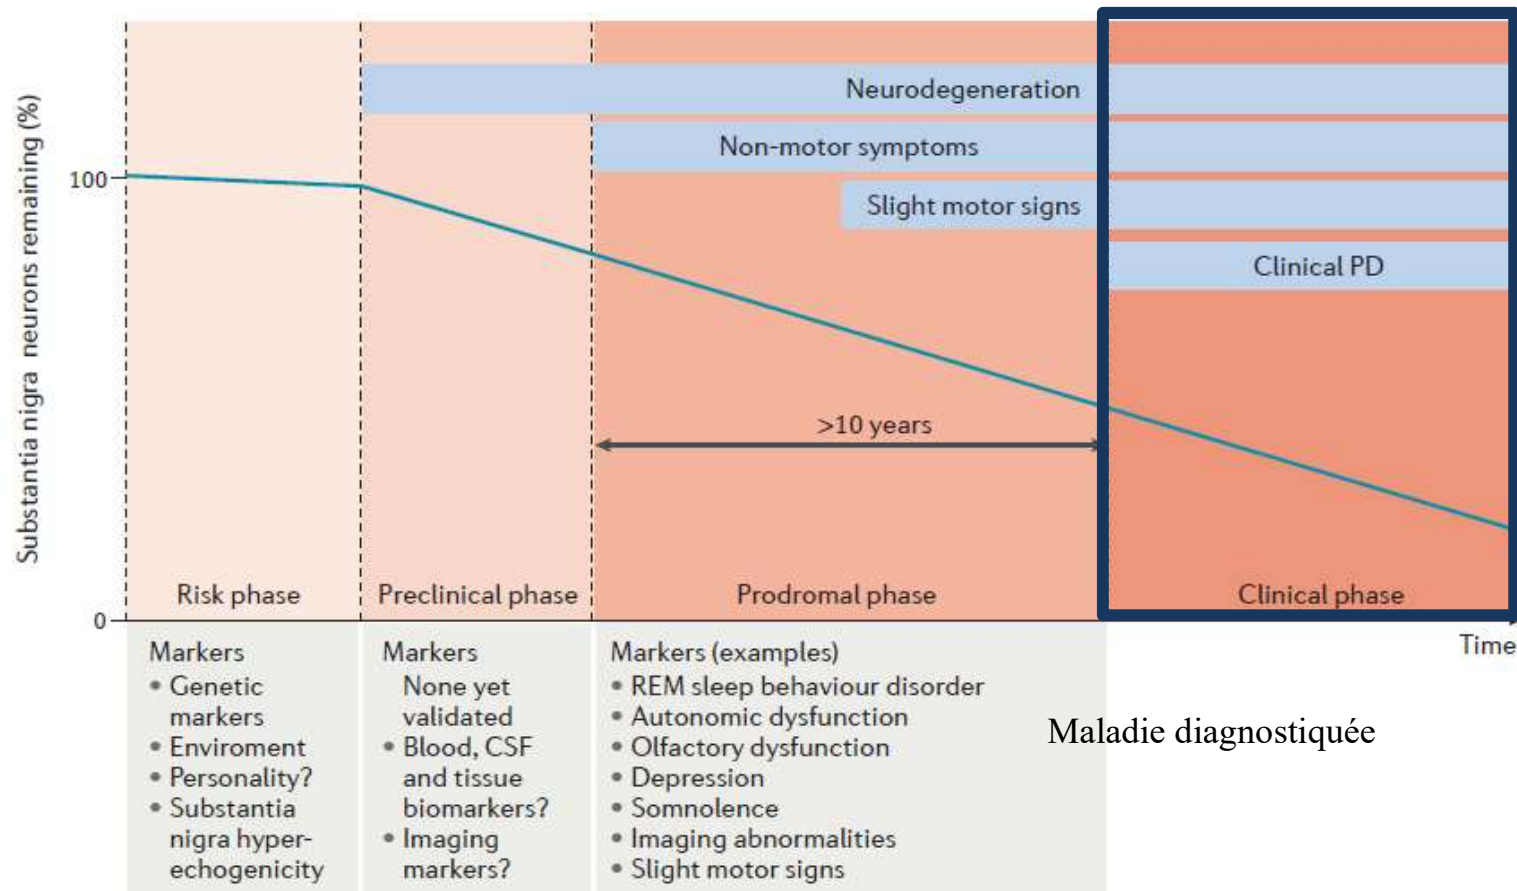 Neurodegeneration
Non-motor symptoms
Slight motor signs
Clinical PD
Substantia nigra neurons remaining (%)
100
0
>10 years
Risk phase
Preclinical phase
Prodromal phase
Clinical phase
Time
Markers
• Genetic
markers
• Enviroment
• Personality?
• Substantia
nigra hyper-
echogenicity
Markers
None yet
validated
• Blood, CSF
and tissue
biomarkers?
• Imaging
markers?
Markers (examples)
• REM sleep behaviour disorder
• Autonomic dysfunction
• Olfactory dysfunction
• Depression
• Somnolence
• Imaging abnormalities
• Slight motor signs
Maladie diagnostiquée